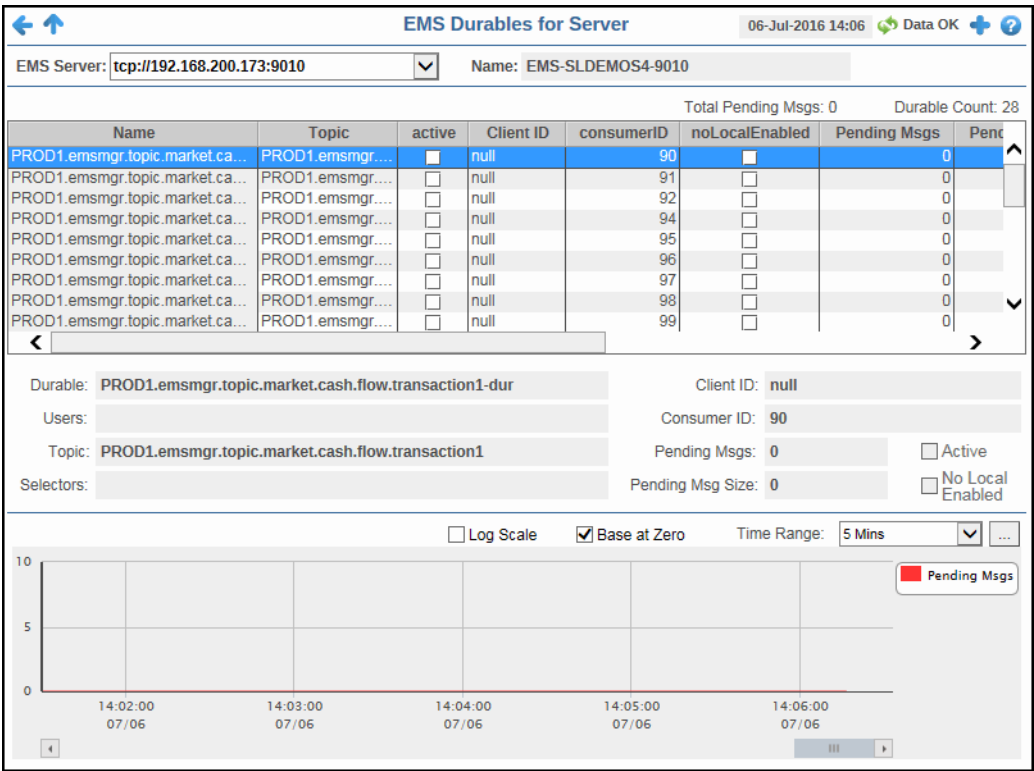 EMS Durables for Server 06-Jul-2016 14:06 Data OK
EMS Server: tcp://192.168.200.173:9010 Name: EMS-SLDEMOS4-9010
Total Pending Msgs: 0 Durable Count: 28
Name Topic active Client ID consumerID noLocalEnabled Pending Msgs Penc
PROD1.emsmgr.topic.market.ca... PROD1.emsmgr.... null 90 0
PROD1.emsmgr.topic.market.ca... PROD1.emsmgr.... null 91 0
PROD1.emsmgr.topic.market.ca... PROD1.emsmgr.... null 92 0
PROD1.emsmgr.topic.market.ca... PROD1.emsmgr.... null 94 0
PROD1.emsmgr.topic.market.ca... PROD1.emsmgr.... null 95 0
PROD1.emsmgr.topic.market.ca... PROD1.emsmgr.... null 96 0
PROD1.emsmgr.topic.market.ca... PROD1.emsmgr.... null 97 0
PROD1.emsmgr.topic.market.ca... PROD1.emsmgr.... null 98 0
PROD1.emsmgr.topic.market.ca... PROD1.emsmgr.... null 99 0
Durable: PROD1.emsmgr.topic.market.cash.flow.transaction1-dur Client ID: null
Users: Consumer ID: 90
Topic: PROD1.emsmgr.topic.market.cash.flow.transaction1 Pending Msgs: 0 Active
Selectors: Pending Msg Size: 0 No Local Enabled
Log Scale Base at Zero Time Range: 5 Mins ...
10
Pending Msgs
5
0
14:02:00 14:03:00 14:04:00 14:05:00 14:06:00
07/06 07/06 07/06 07/06 07/06